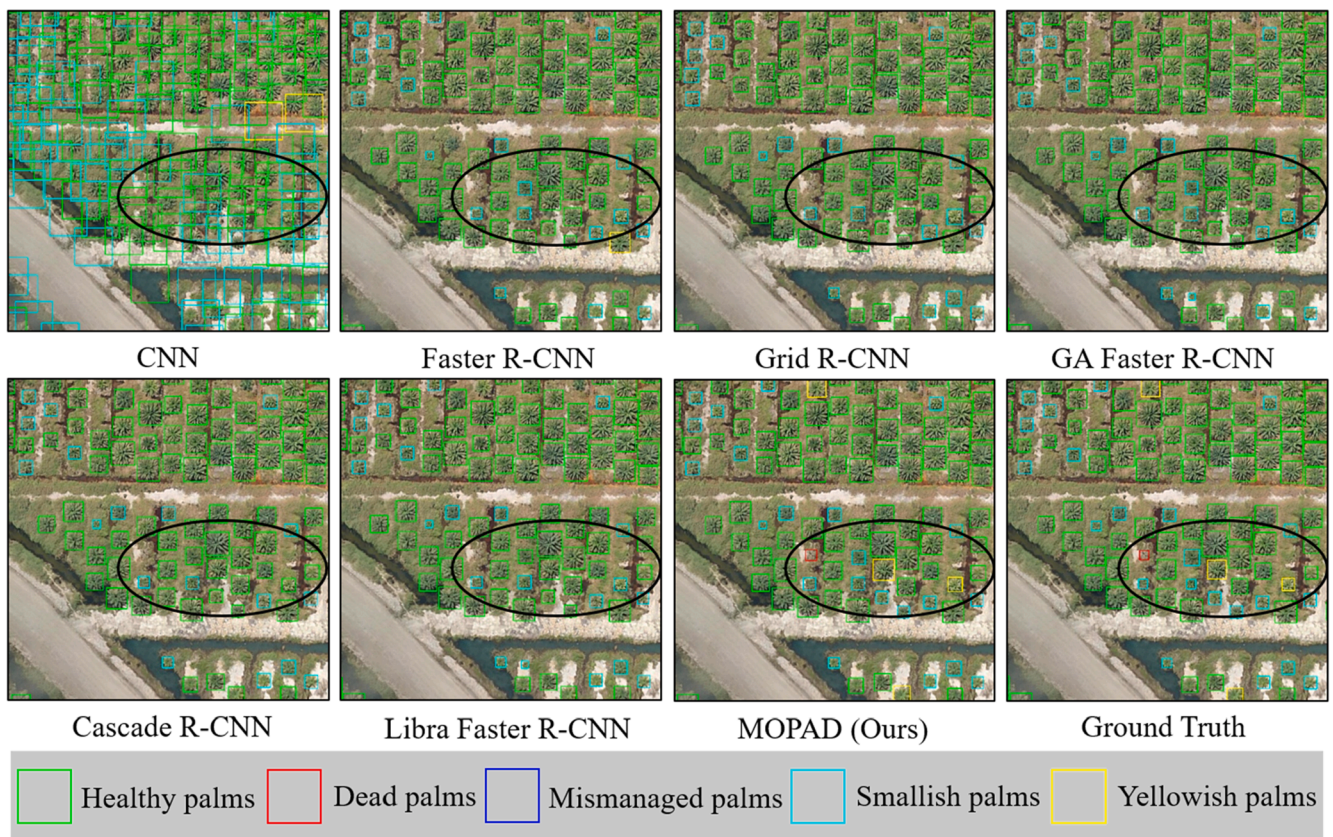 CNN
Faster R-CNN
Grid R-CNN
GA Faster R-CNN
Cascade R-CNN
Libra Faster R-CNN
MOPAD (Ours)
Ground Truth
Healthy palms
Dead palms
Mismanaged palms
Smallish palms
Yellowish palms